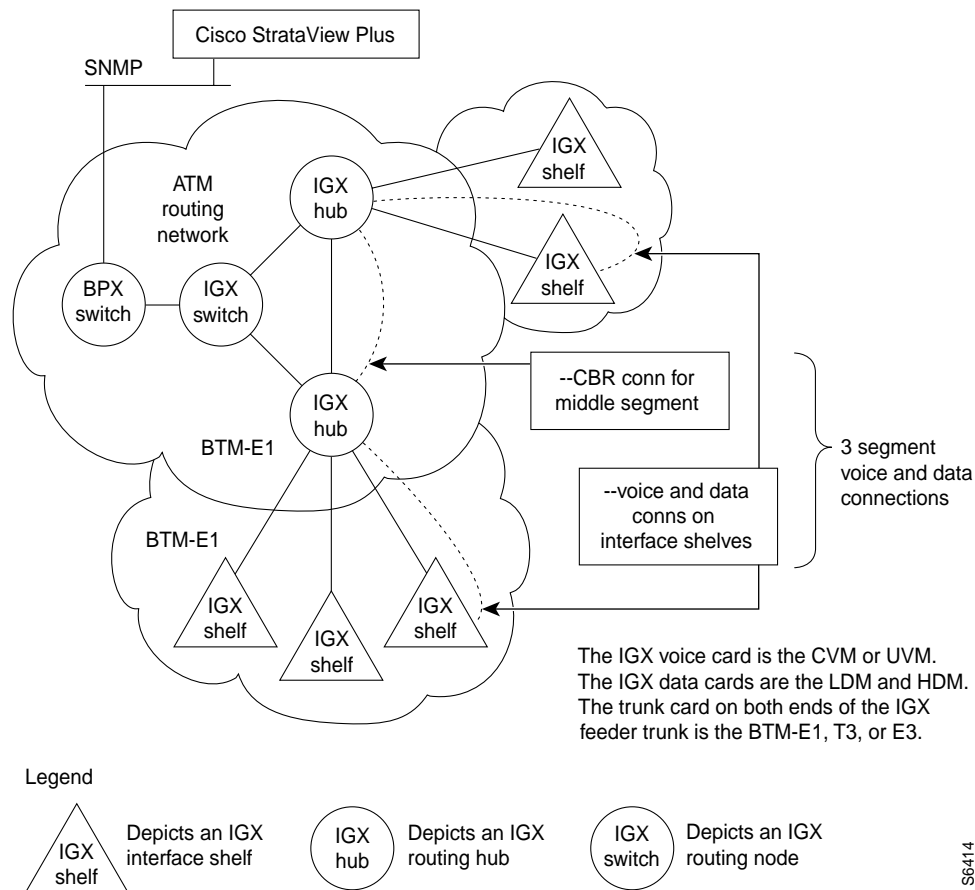 Cisco StrataView Plus
SNMP
IGX
shelf
ATM
routing
network
IGX
hub
IGX
shelf
BPX
switch
IGX
switch
--CBR conn for
middle segment
IGX
hub
BTM-E1
3 segment
voice and data
connections
--voice and data
conns on
interface shelves
BTM-E1
IGX
shelf
IGX
shelf
IGX
shelf
The IGX voice card is the CVM or UVM.
The IGX data cards are the LDM and HDM.
The trunk card on both ends of the IGX
feeder trunk is the BTM-E1, T3, or E3.
Legend
IGX
shelf
Depicts an IGX
interface shelf
IGX
hub
Depicts an IGX
routing hub
IGX
switch
Depicts an IGX
routing node
S6414